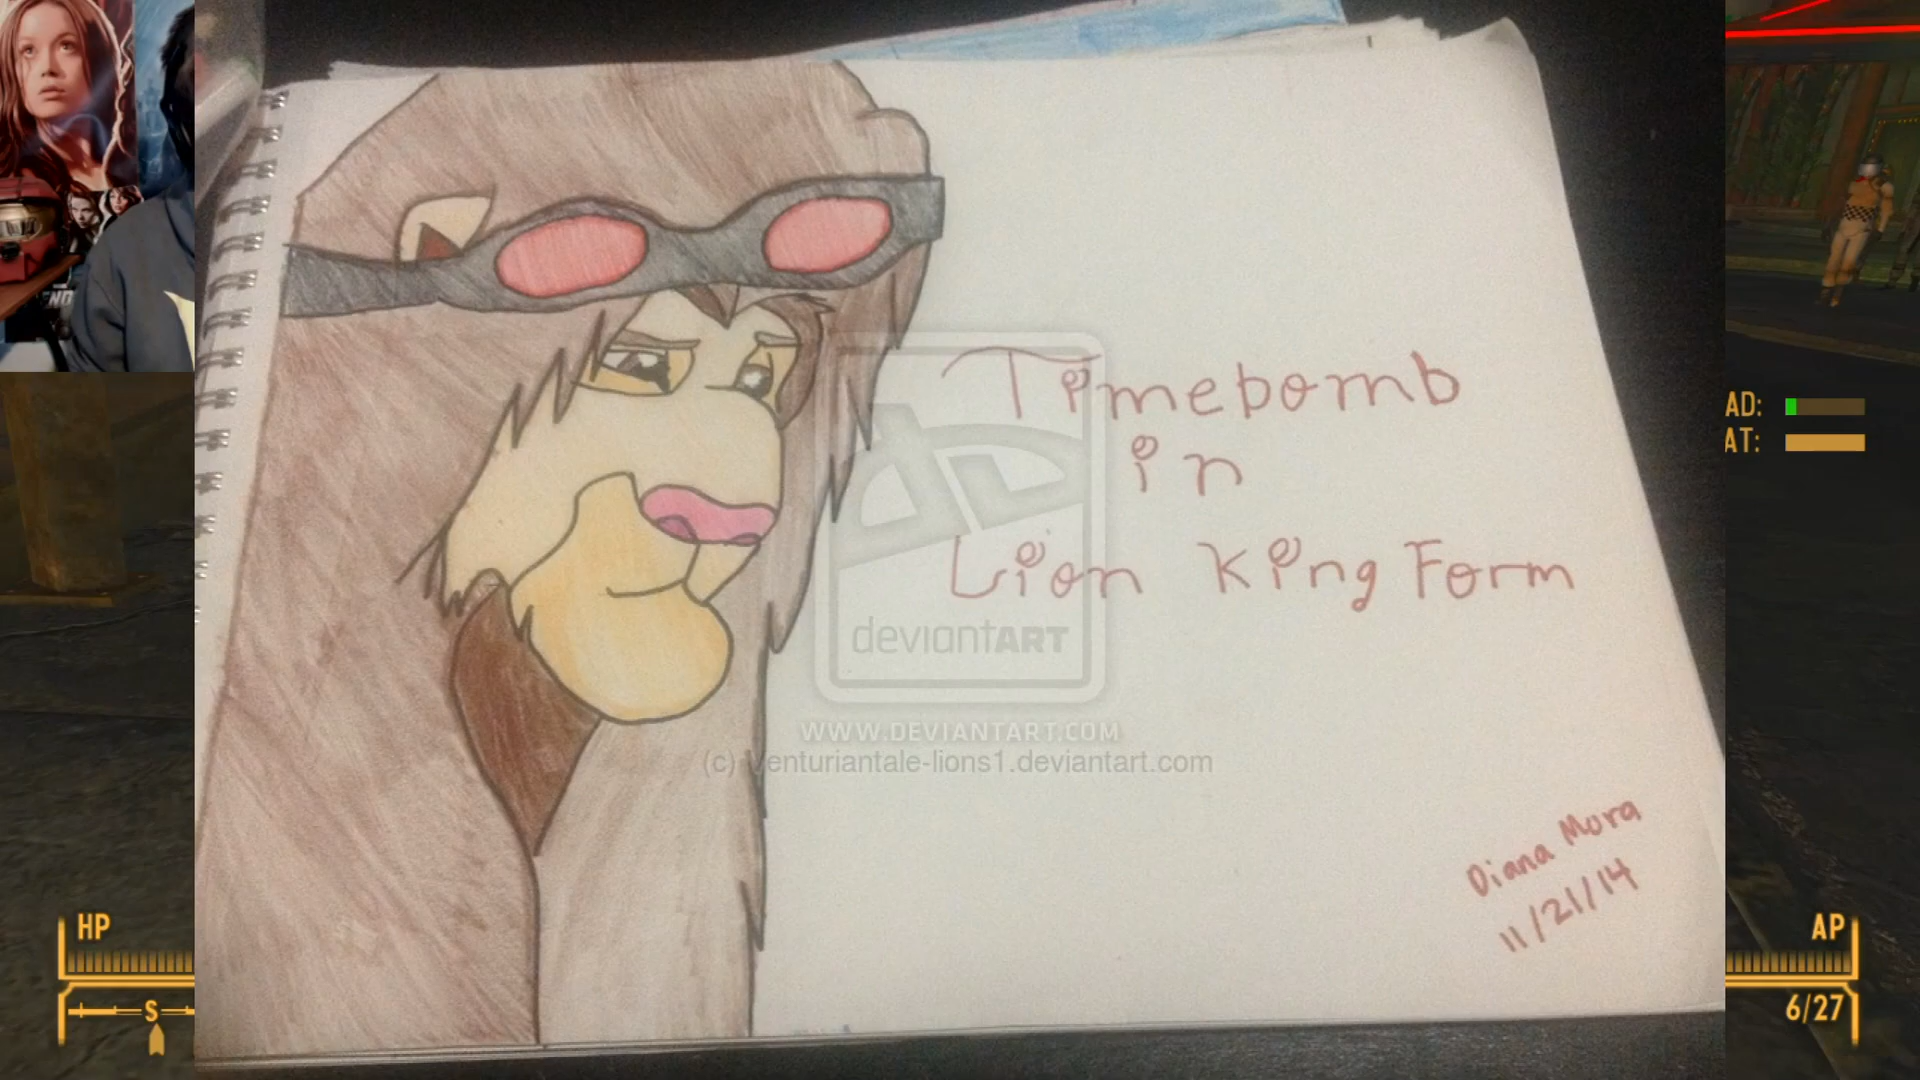 END
AD:
AT:
Timebomb
in
Lion King Form
deviantART
WWW.DEVIANTART.COM
(c) Venturiantale-lions1.deviantart.com
Diana Mora
11/21/14
HP
S
AP
6/27